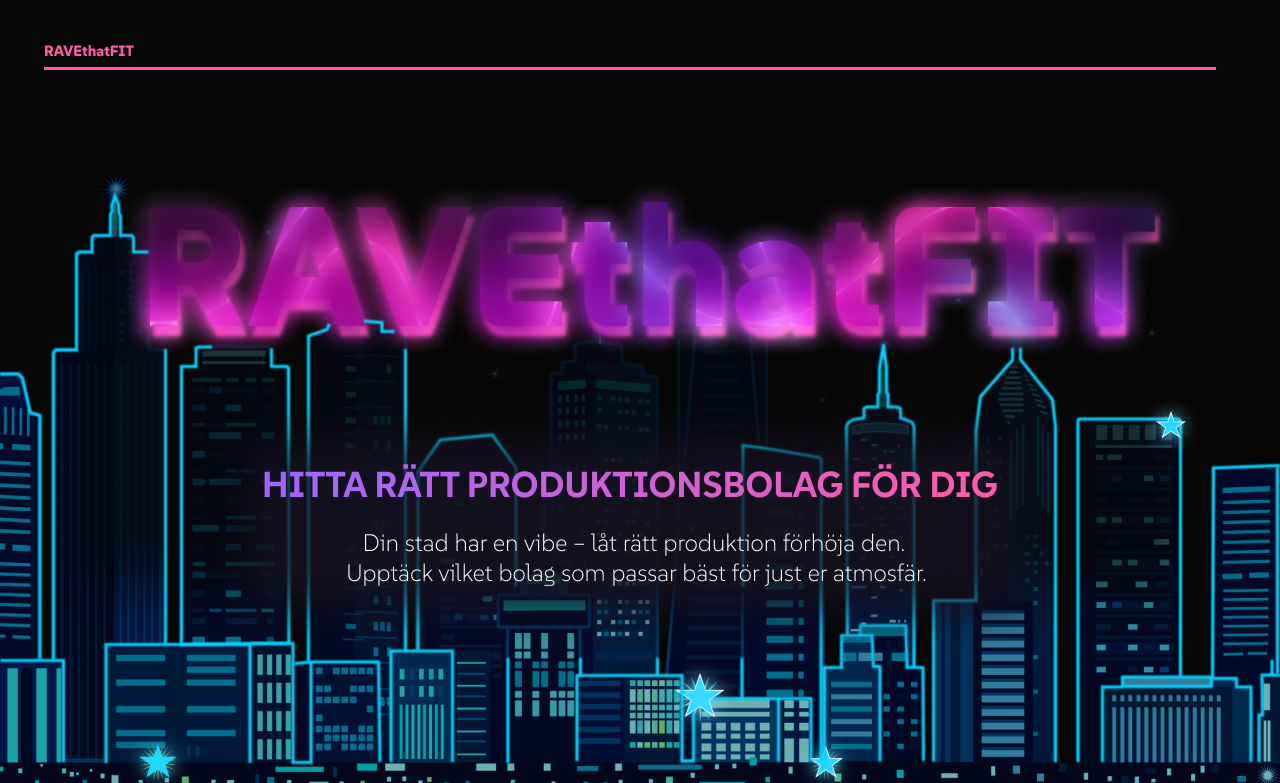 RAVEthatFIT
RAVEthatFIT
HITTA RÄTT PRODUKTIONSBOLAG FÖR DIG
Din stad har en vibe – låt rätt produktion förhöja den.
Upptäck vilket bolag som passar bäst för just er atmosfär.